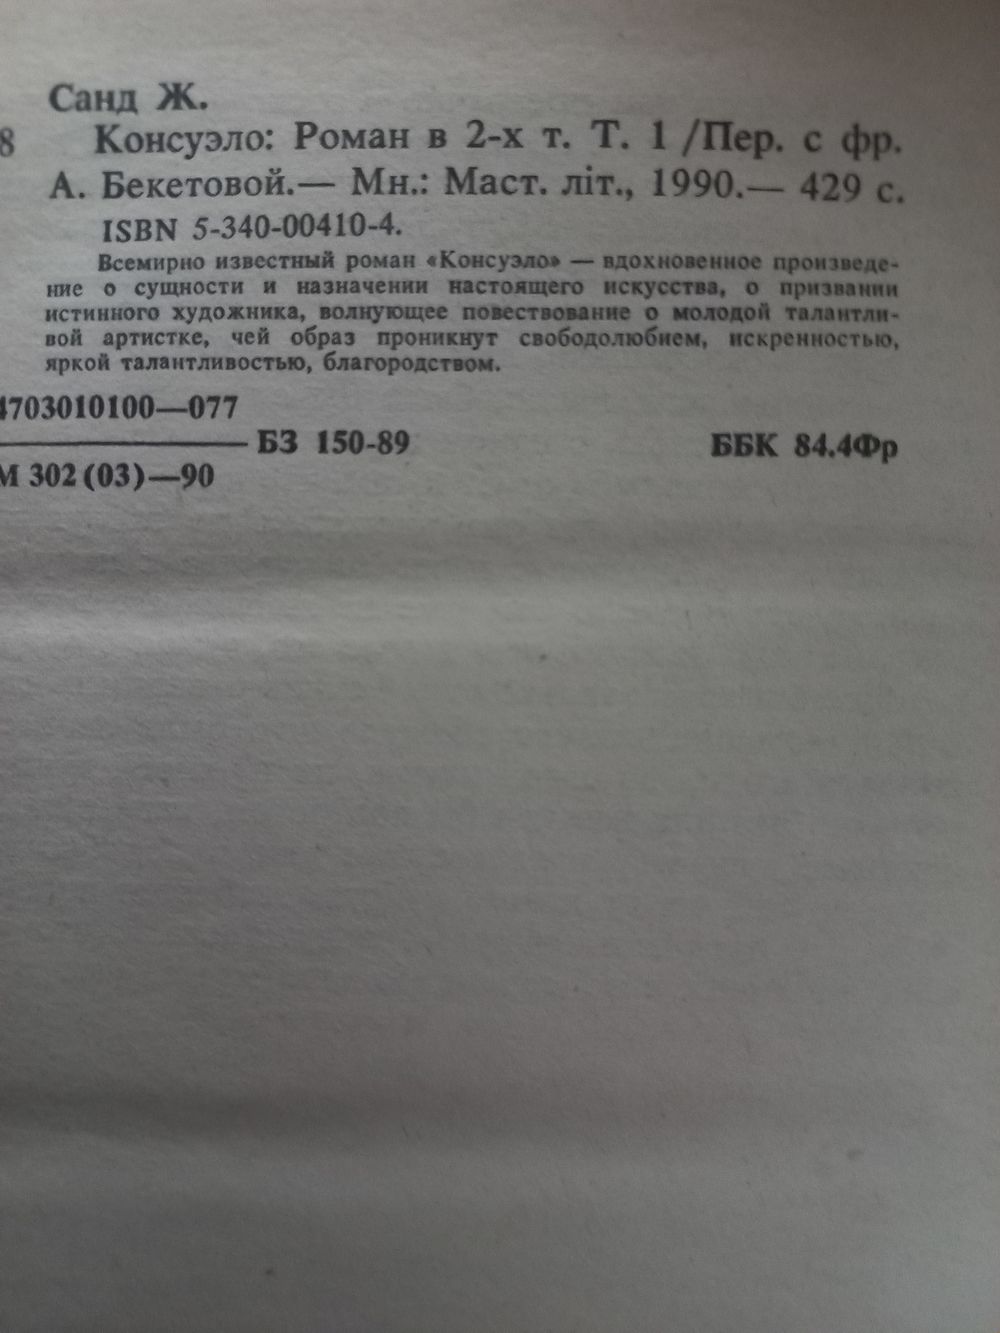 Санд Ж.
8 Консуэло: Роман в 2-х т. Т. 1 /Пер. с фр.
А. Бекетовой.— Мн.: Маст. літ., 1990.— 429 с.
ISBN 5-340-00410-4.
Всемирно известный роман «Консуэло» — вдохновенное произведе-
ние о сущности и назначении настоящего искусства, о призвании
истинного художника, волнующее повествование о молодой талантли-
вой артистке, чей образ проникнут свободолюбием, искренностью,
яркой талантливостью, благородством.
4703010100—077
БЗ 150-89 ББК 84.4Фр
М 302(03)—90